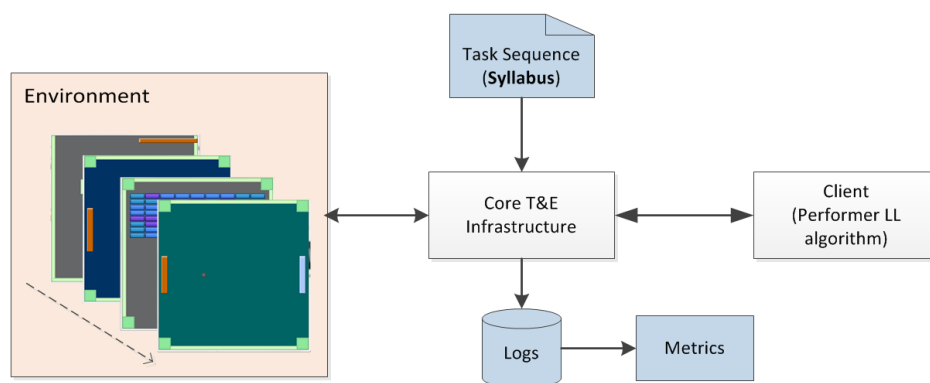 Task Sequence
(Syllabus)
Environment
Core T&E
Infrastructure
Client
(Performer LL
algorithm)
Logs
Metrics